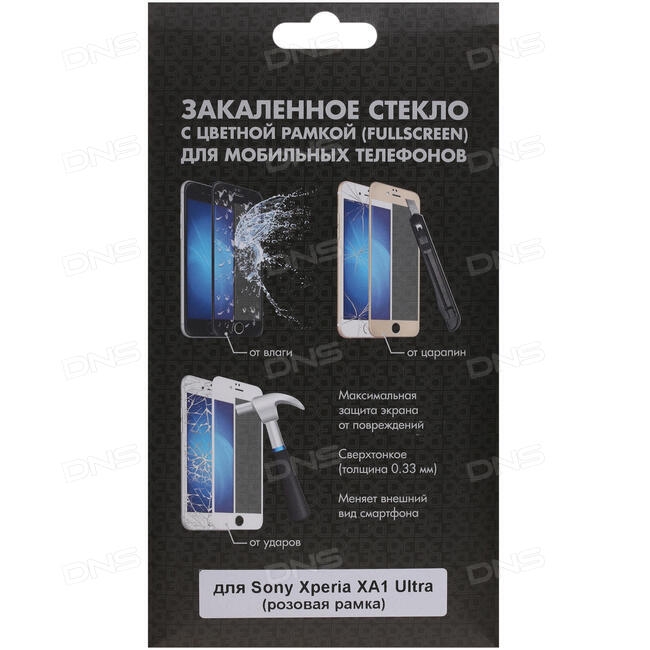 ЗАКАЛЕННОЕ СТЕКЛО
С ЦВЕТНОЙ РАМКОЙ (FULLSCREEN)
ДЛЯ МОБИЛЬНЫХ ТЕЛЕФОНОВ
от влаги
от царапин
Максимальная
защита экрана
от повреждений
Сверхтонкое
(толщина 0.33 мм)
Меняет внешний
вид смартфона
от ударов
для Sony Xperia XA1 Ultra
(розовая рамка)
DNS